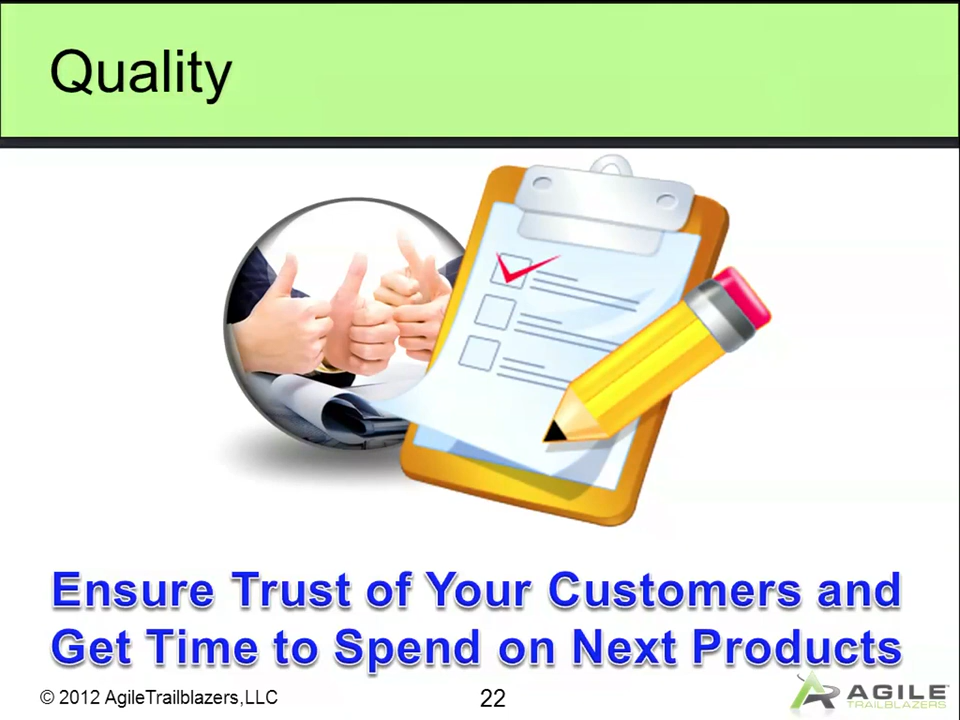 Quality
Ensure Trust of Your Customers and
Get Time to Spend on Next Products
© 2012 AgileTrailblazers,LLC
22
AGILE
TRAILBLAZERS